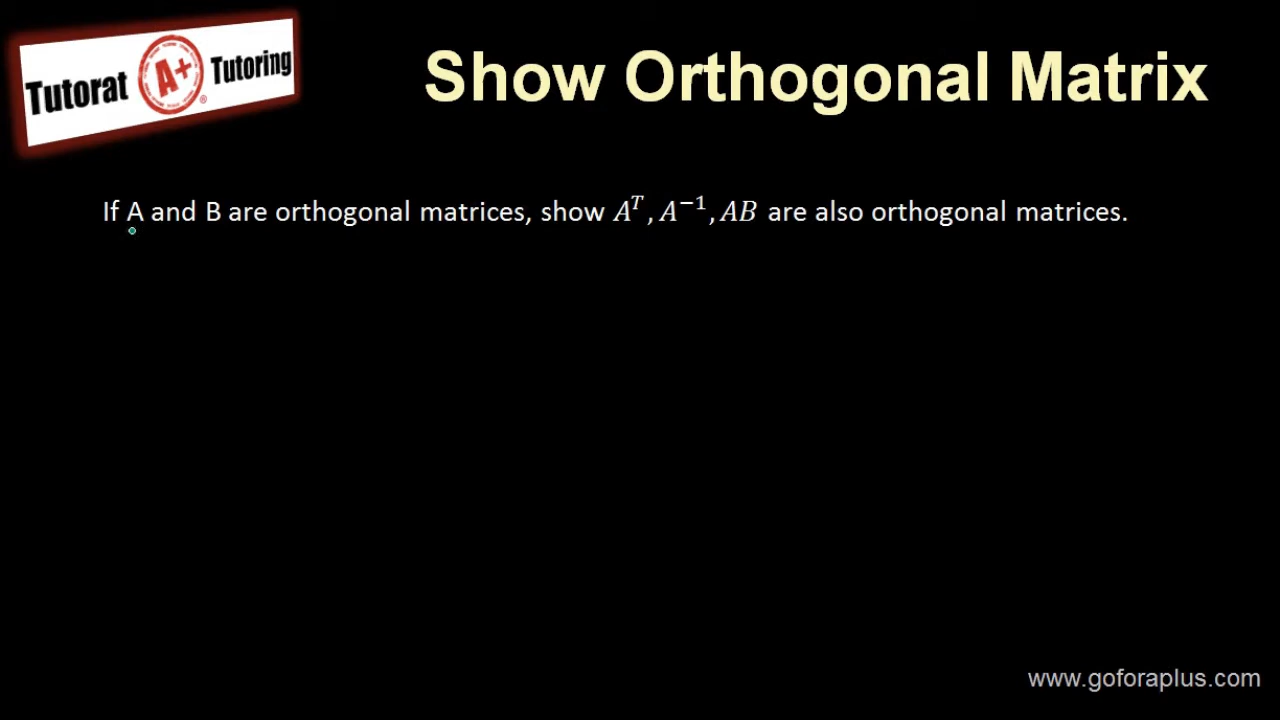 Tutorat A+ Tutoring ®
Show Orthogonal Matrix
If A and B are orthogonal matrices, show $A^T, A^{-1}, AB$ are also orthogonal matrices.
www.goforaplus.com